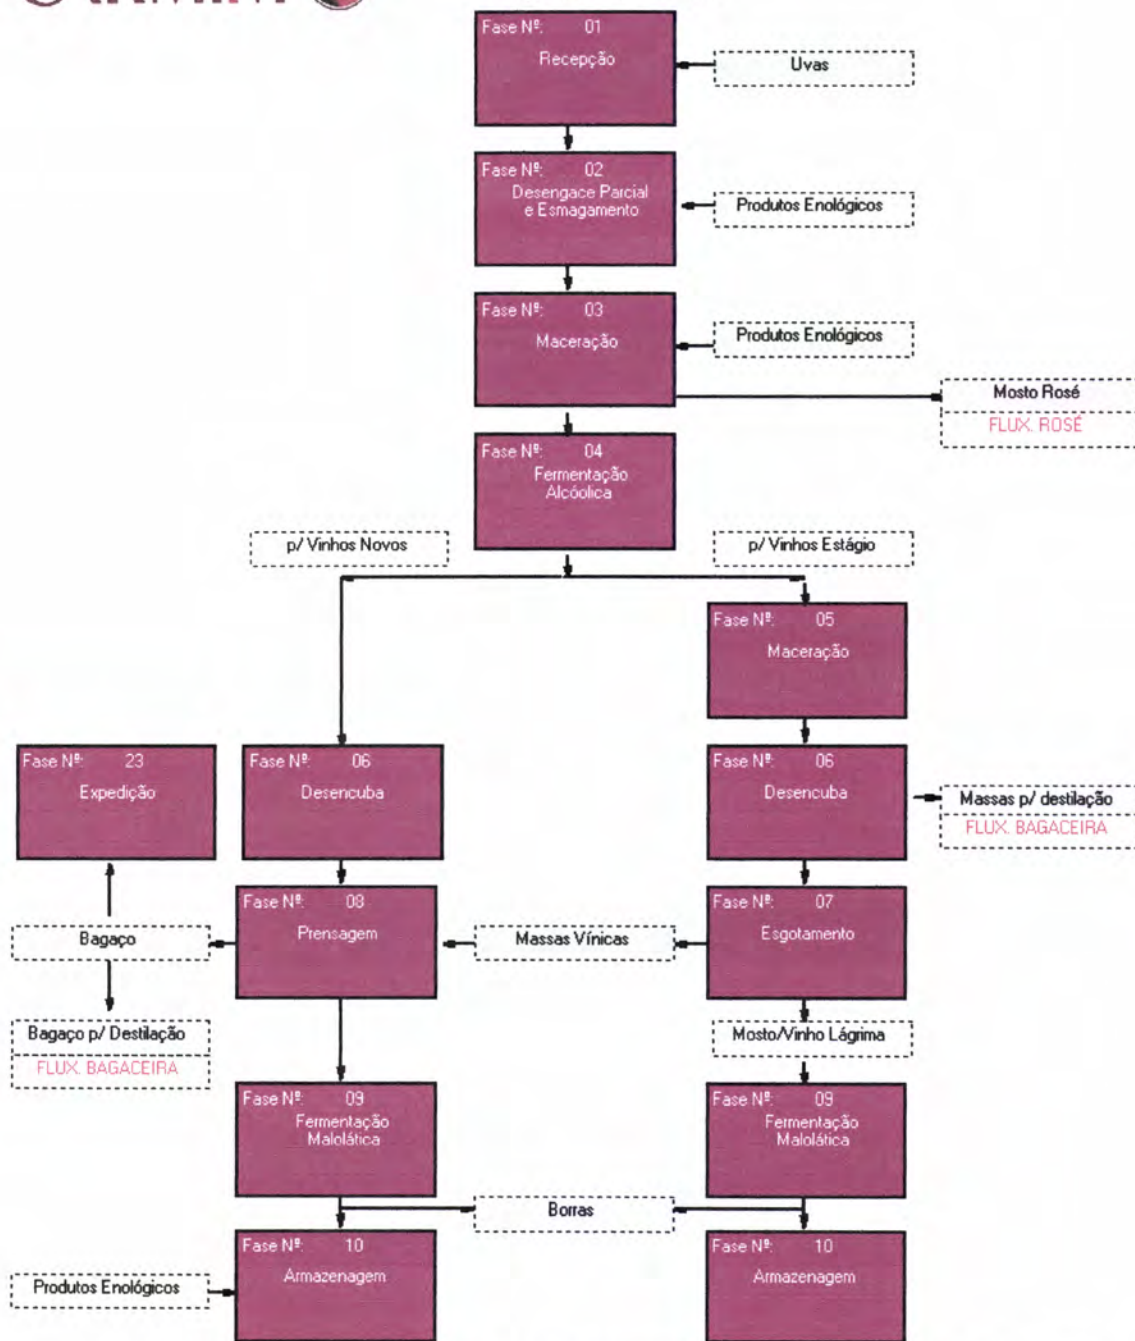 Fase Nº: 01
Recepção
Uvas
Fase Nº: 02
Desengace Parcial
e Esmagamento
Produtos Enológicos
Fase Nº: 03
Maceração
Produtos Enológicos
Mosto Rosé
FLUX. ROSÉ
Fase Nº: 04
Fermentação
Alcóolica
p/ Vinhos Novos
p/ Vinhos Estágio
Fase Nº: 05
Maceração
Fase Nº: 23
Expedição
Fase Nº: 06
Desencuba
Fase Nº: 06
Desencuba
Massas p/ destilação
FLUX. BAGACEIRA
Bagaço
Fase Nº: 08
Prensagem
Massas Vínicas
Fase Nº: 07
Esgotamento
Bagaço p/ Destilação
FLUX. BAGACEIRA
Mosto/Vinho Lágrima
Fase Nº: 09
Fermentação
Malolática
Fase Nº: 09
Fermentação
Malolática
Borras
Produtos Enológicos
Fase Nº: 10
Armazenagem
Fase Nº: 10
Armazenagem